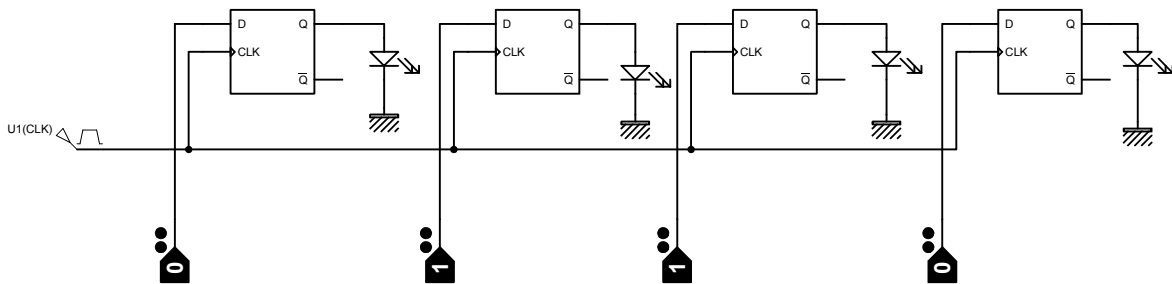 D Q D Q D Q D Q
CLK CLK CLK CLK
Q Q Q Q
U1(CLK)
0 1 1 0